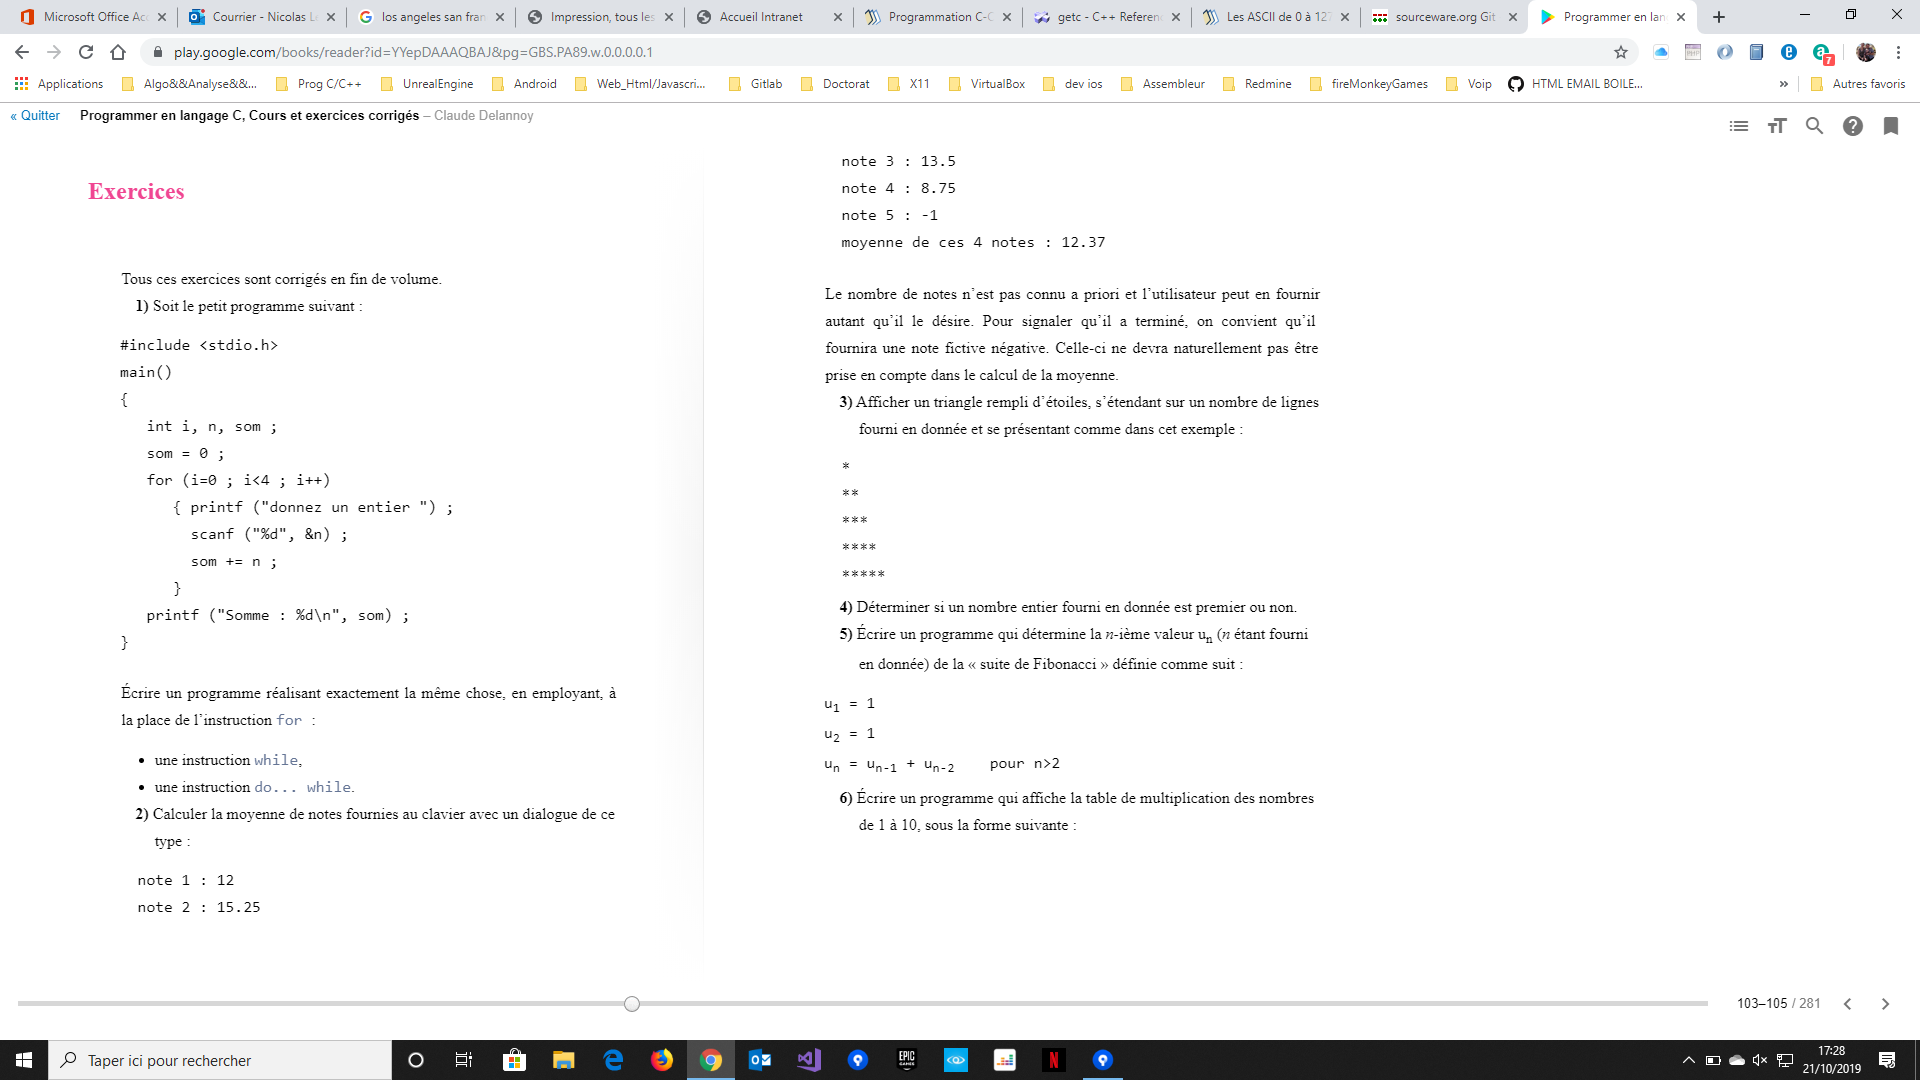 Microsoft Office Acc
Courrier - Nicolas L
los angeles san fran
Impression, tous les
Accueil Intranet
Programmation C-C
getc - C++ Referen
Les ASCII de 0 à 127
sourceware.org Git
Programmer en lan
play.google.com/books/reader?id=YYepDAAAQBAJ&pg=GBS.PA89.w.0.0.0.0.1
7
Applications
Algo&&Analyse&&...
Prog C/C++
UnrealEngine
Android
Web_Html/Javascri...
Gitlab
Doctorat
X11
VirtualBox
dev ios
Assembleur
Redmine
fireMonkeyGames
Voip
HTML EMAIL BOILE...
»
Autres favoris
« Quitter
Programmer en langage C, Cours et exercices corrigés – Claude Delannoy
Exercices
Tous ces exercices sont corrigés en fin de volume.
1) Soit le petit programme suivant :
#include <stdio.h>
main()
{
int i, n, som ;
som = 0 ;
for (i=0 ; i<4 ; i++)
{ printf ("donnez un entier ") ;
scanf ("%d", &n) ;
som += n ;
}
printf ("Somme : %d\n", som) ;
}
Écrire un programme réalisant exactement la même chose, en employant, à
la place de l’instruction for :
• une instruction while,
• une instruction do... while.
2) Calculer la moyenne de notes fournies au clavier avec un dialogue de ce
type :
note 1 : 12
note 2 : 15.25
note 3 : 13.5
note 4 : 8.75
note 5 : -1
moyenne de ces 4 notes : 12.37
Le nombre de notes n’est pas connu a priori et l’utilisateur peut en fournir
autant qu’il le désire. Pour signaler qu’il a terminé, on convient qu’il
fournira une note fictive négative. Celle-ci ne devra naturellement pas être
prise en compte dans le calcul de la moyenne.
3) Afficher un triangle rempli d’étoiles, s’étendant sur un nombre de lignes
fourni en donnée et se présentant comme dans cet exemple :
*
**
***
****
*****
4) Déterminer si un nombre entier fourni en donnée est premier ou non.
5) Écrire un programme qui détermine la n-ième valeur un (n étant fourni
en donnée) de la « suite de Fibonacci » définie comme suit :
u1 = 1
u2 = 1
un = un-1 + un-2 pour n>2
6) Écrire un programme qui affiche la table de multiplication des nombres
de 1 à 10, sous la forme suivante :
103–105 / 281
Taper ici pour rechercher
EPIC GAMES
17:28
21/10/2019